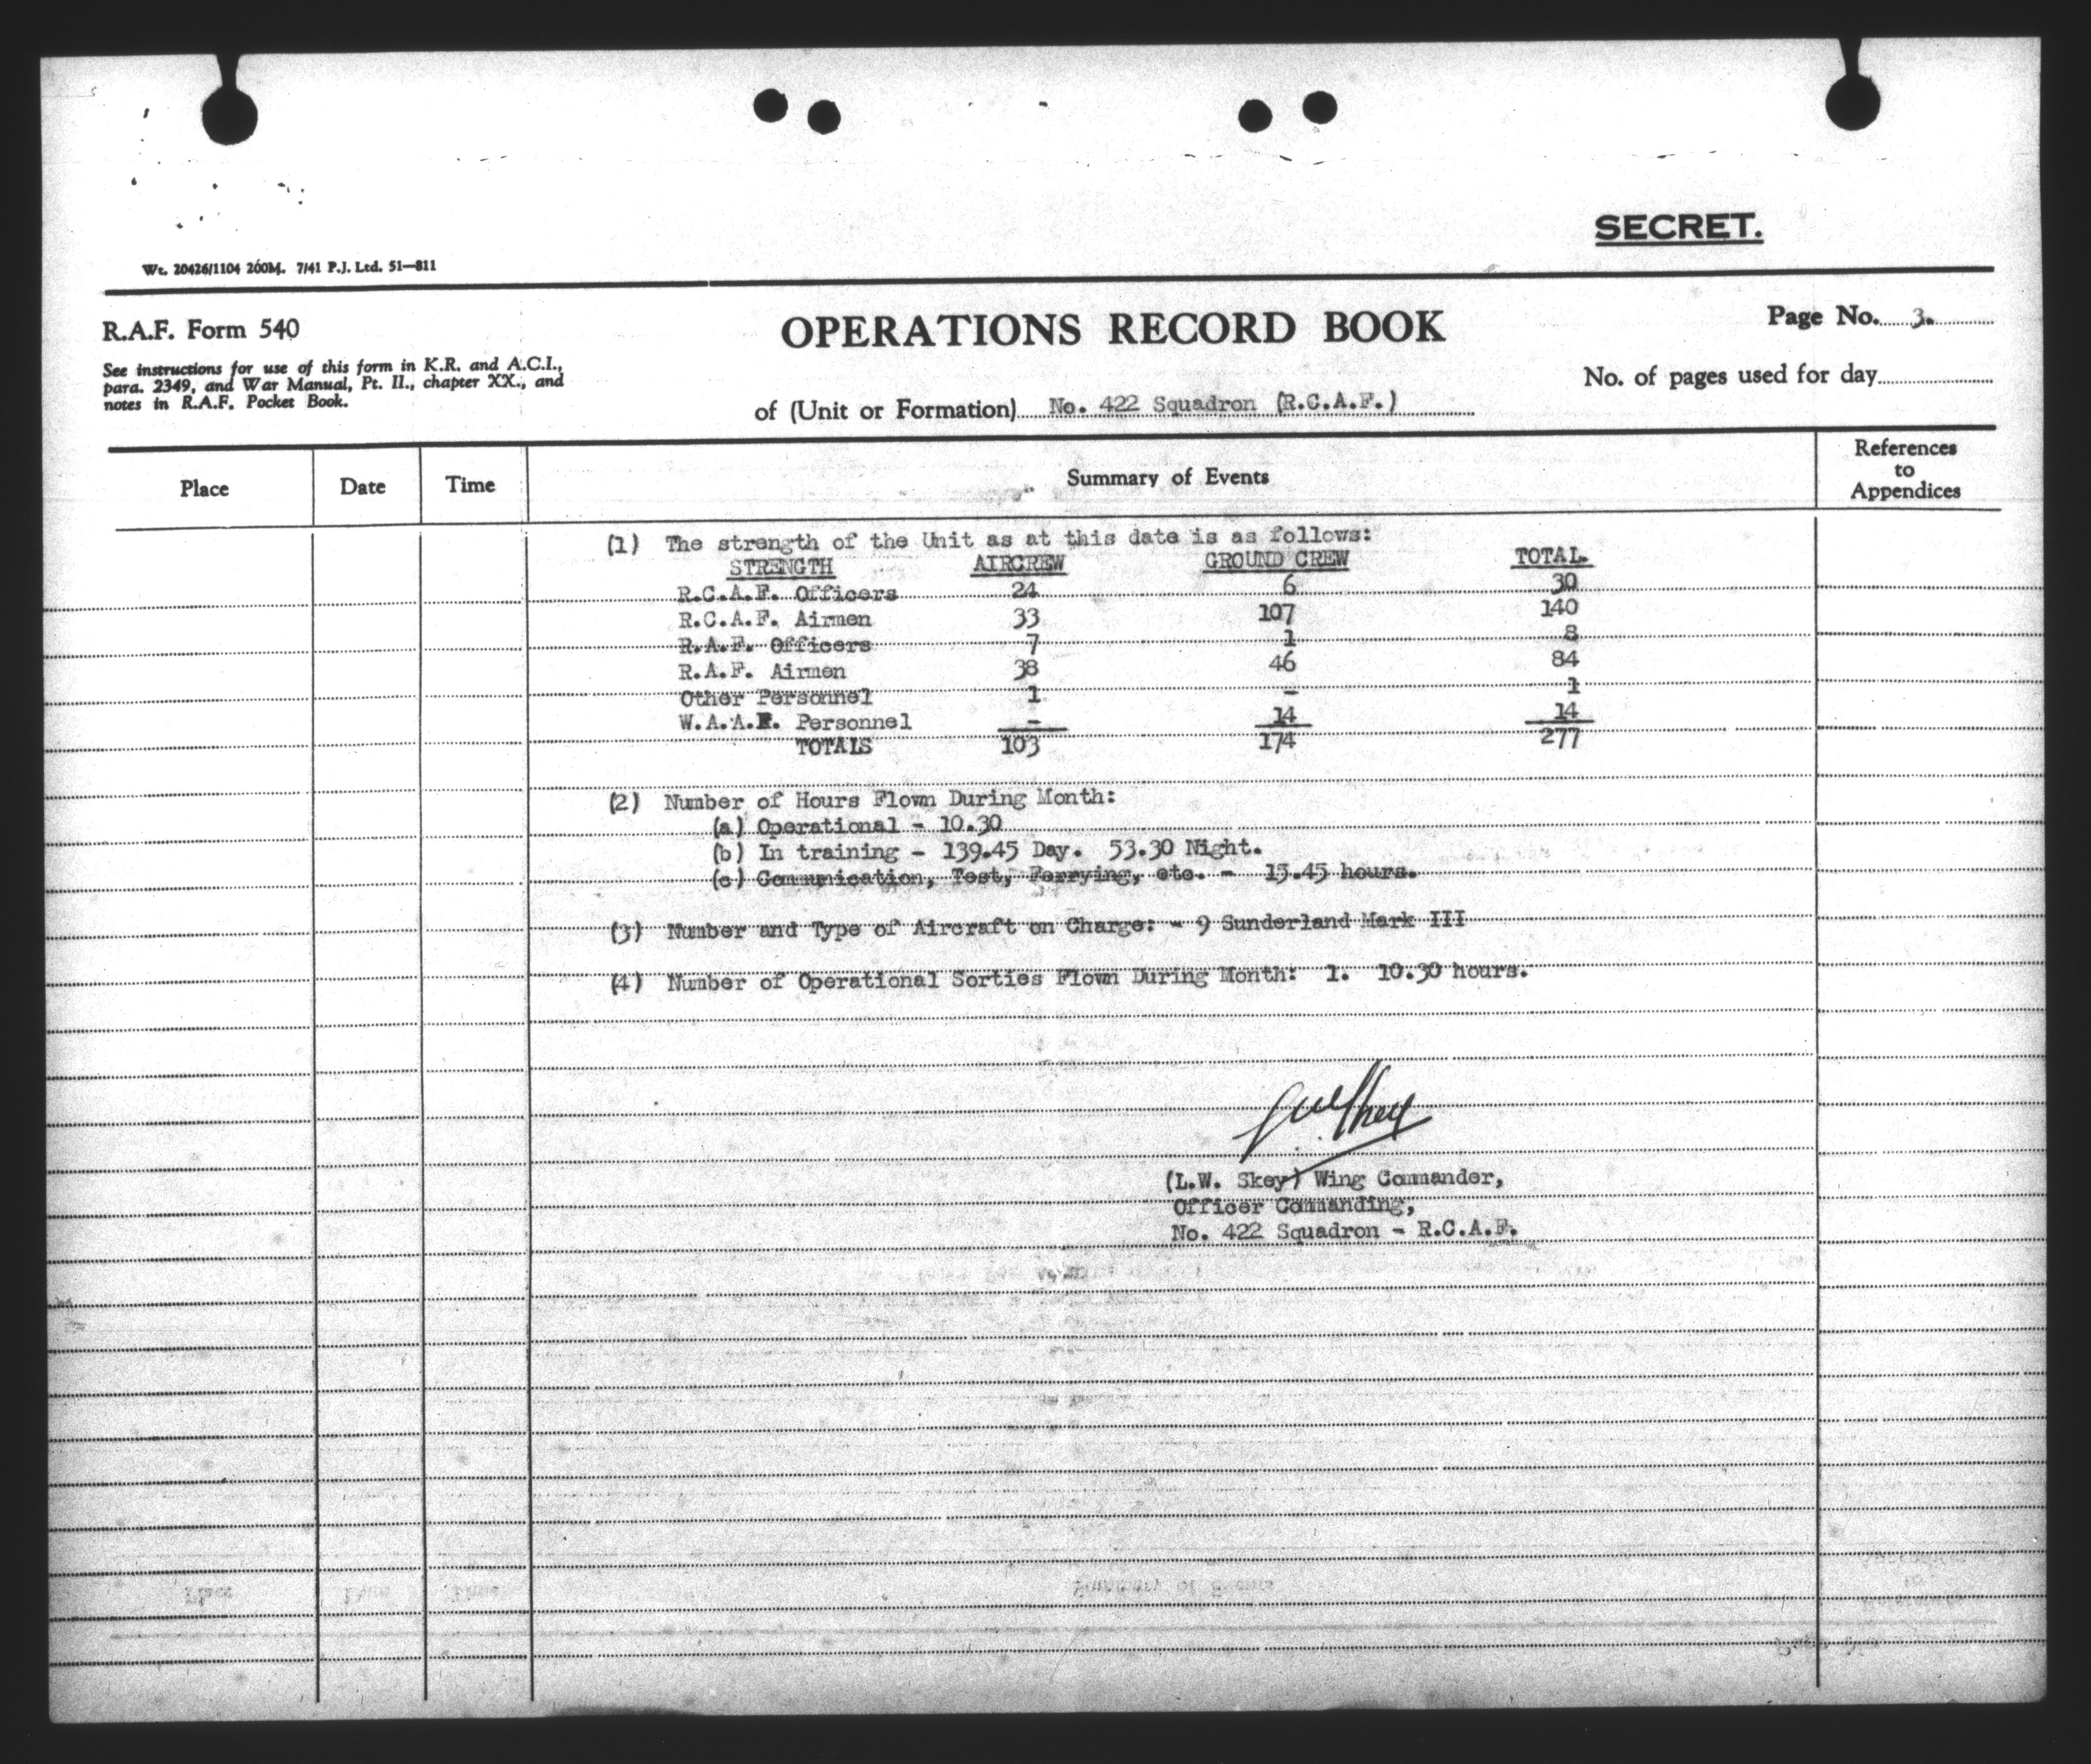 SECRET.
Wt. 20426/1104 200M. 7/41 P.J. Ltd. 51—811
R.A.F. Form 540
See instructions for use of this form in K.R. and A.C.I.,
para. 2349, and War Manual, Pt. II., chapter XX., and
notes in R.A.F. Pocket Book.
OPERATIONS RECORD BOOK
of (Unit or Formation) No. 422 Squadron (R.C.A.F.)
Page No. 3.
No. of pages used for day
Place Date Time Summary of Events References to Appendices
(1) The strength of the Unit as at this date is as follows:
STRENGTH AIRCREW GROUND CREW TOTAL.
R.C.A.F. Officers 24 6 30
R.C.A.F. Airmen 33 107 140
R.A.F. Officers 7 1 8
R.A.F. Airmen 38 46 84
Other Personnel 1 - 1
W.A.A.F. Personnel - 14 14
TOTALS 103 174 277
(2) Number of Hours Flown During Month:
(a) Operational - 10.30
(b) In training - 139.45 Day. 53.30 Night.
(c) Communication, Test, Ferrying, etc. - 15.45 hours.
(3) Number and Type of Aircraft on Charge: - 9 Sunderland Mark III
(4) Number of Operational Sorties Flown During Month: 1. 10.30 hours.
(L.W. Skey) Wing Commander,
Officer Commanding,
No. 422 Squadron - R.C.A.F.